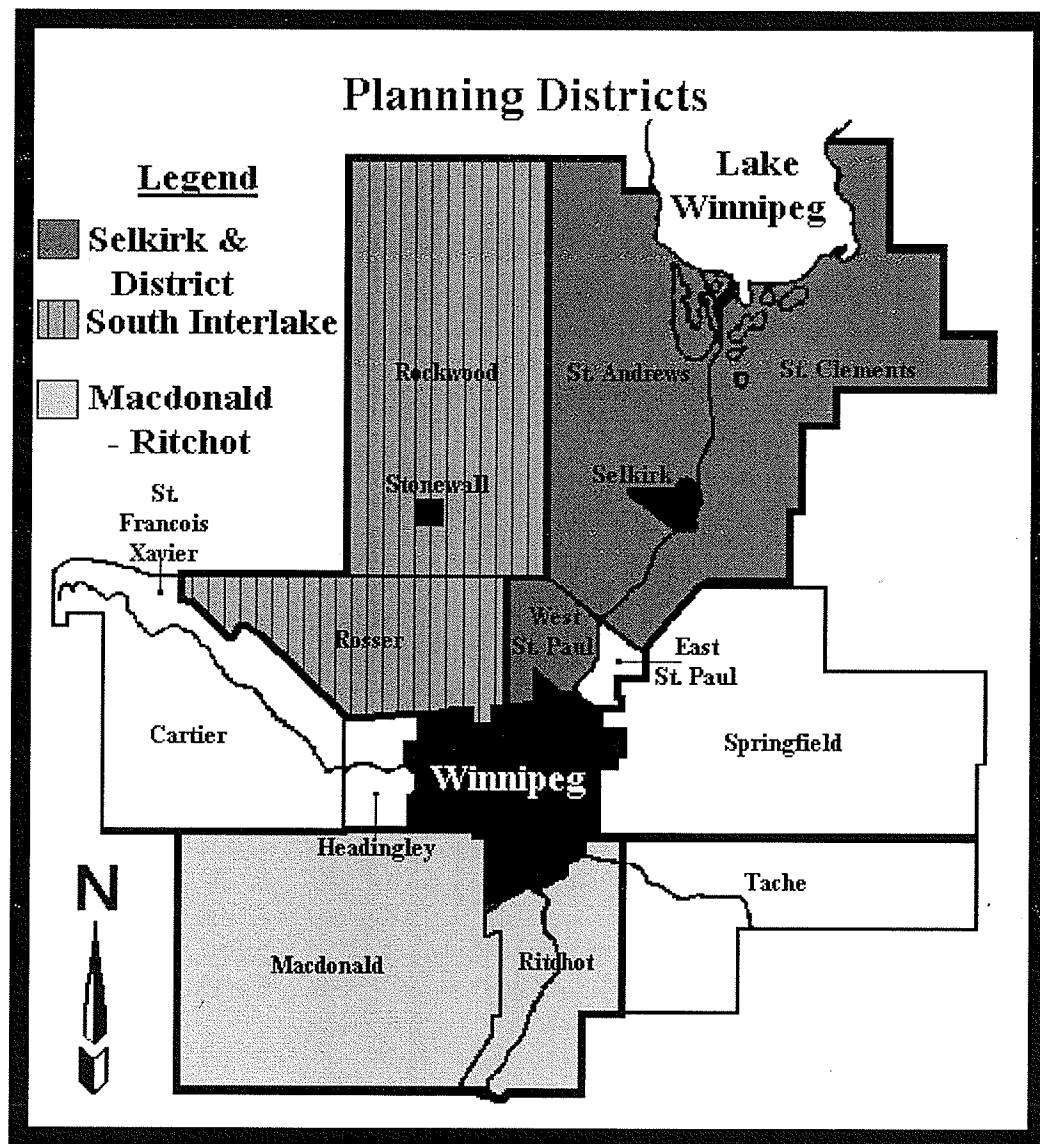 Planning Districts
Legend
Selkirk &
District
South Interlake
Macdonald
- Ritchot
Lake
Winnipeg
Rockwood
St. Andrews
St. Clements
Stonewall
Selkirk
St.
Francois
Xavier
Rosser
West
St. Paul
East
St. Paul
Cartier
Springfield
Winnipeg
Headingley
Tache
Macdonald
Ritchot
N